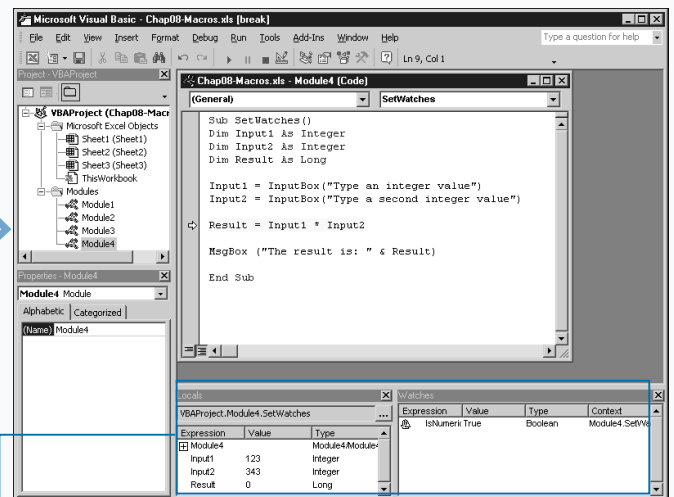 Microsoft Visual Basic - Chap08-Macros.xls [break]
File Edit View Insert Format Debug Run Tools Add-Ins Window Help Type a question for help
Ln 9, Col 1
Project - VBAProject
VBAProject (Chap08-Macr
Microsoft Excel Objects
Sheet1 (Sheet1)
Sheet2 (Sheet2)
Sheet3 (Sheet3)
ThisWorkbook
Modules
Module1
Module2
Module3
Module4
Properties - Module4
Module4 Module
Alphabetic Categorized
(Name) Module4
Chap08-Macros.xls - Module4 (Code)
(General) SetWatches
Sub SetWatches()
Dim Input1 As Integer
Dim Input2 As Integer
Dim Result As Long
Input1 = InputBox("Type an integer value")
Input2 = InputBox("Type a second integer value")
Result = Input1 * Input2
MsgBox ("The result is: " & Result)
End Sub
Locals
VBAProject.Module4.SetWatches ...
Expression Value Type
Module4 Module4/Module4
Input1 123 Integer
Input2 343 Integer
Result 0 Long
Watches
Expression Value Type Context
IsNumeric True Boolean Module4.SetWa